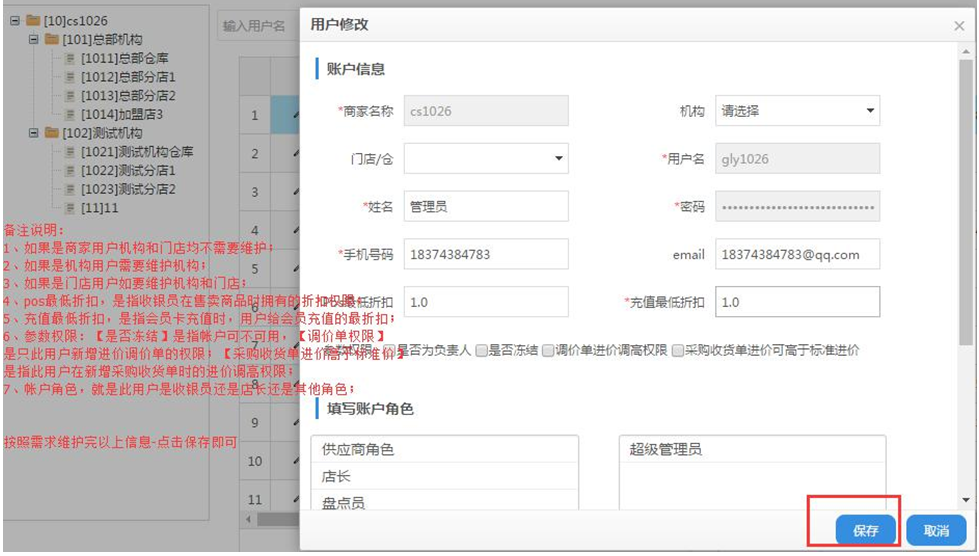 [10]cs1026
[101]总部机构
[1011]总部仓库
[1012]总部分店1
[1013]总部分店2
[1014]加盟店3
[102]测试机构
[1021]测试机构仓库
[1022]测试分店1
[1023]测试分店2
[11]11
备注说明:
1、如果是商家用户机构和门店均不需要维护;
2、如果是机构用户需要维护机构;
3、如果是门店用户如要维护机构和门店;
4、pos最低折扣，是指收银员在售卖商品时拥有的折扣权限;
5、充值最低折扣，是指会员卡充值时，用户给会员充值的最折扣;
6、参数权限:【是否冻结】是指帐户可不可用，【调价单权限】
是只此用户新增进价调价单的权限;【采购收货单进价高于标准价】
是指此用户在新增采购收货单时的进价调高权限;
7、帐户角色，就是此用户是收银员还是店长还是其他角色;
按照需求维护完以上信息-点击保存即可
输入用户名
1
2
3
4
5
6
7
8
9
10
11
用户修改
×
账户信息
*商家名称 cs1026 机构 请选择
门店/仓 *用户名 gly1026
*姓名 管理员 *密码 ••••••••••••••••••••••••••••
*手机号码 18374384783 email 18374384783@qq.com
最低折扣 1.0 *充值最低折扣 1.0
参数权限: 是否为负责人 是否冻结 调价单进价调高权限 采购收货单进价可高于标准进价
填写账户角色
供应商角色 超级管理员
店长
盘点员
保存 取消